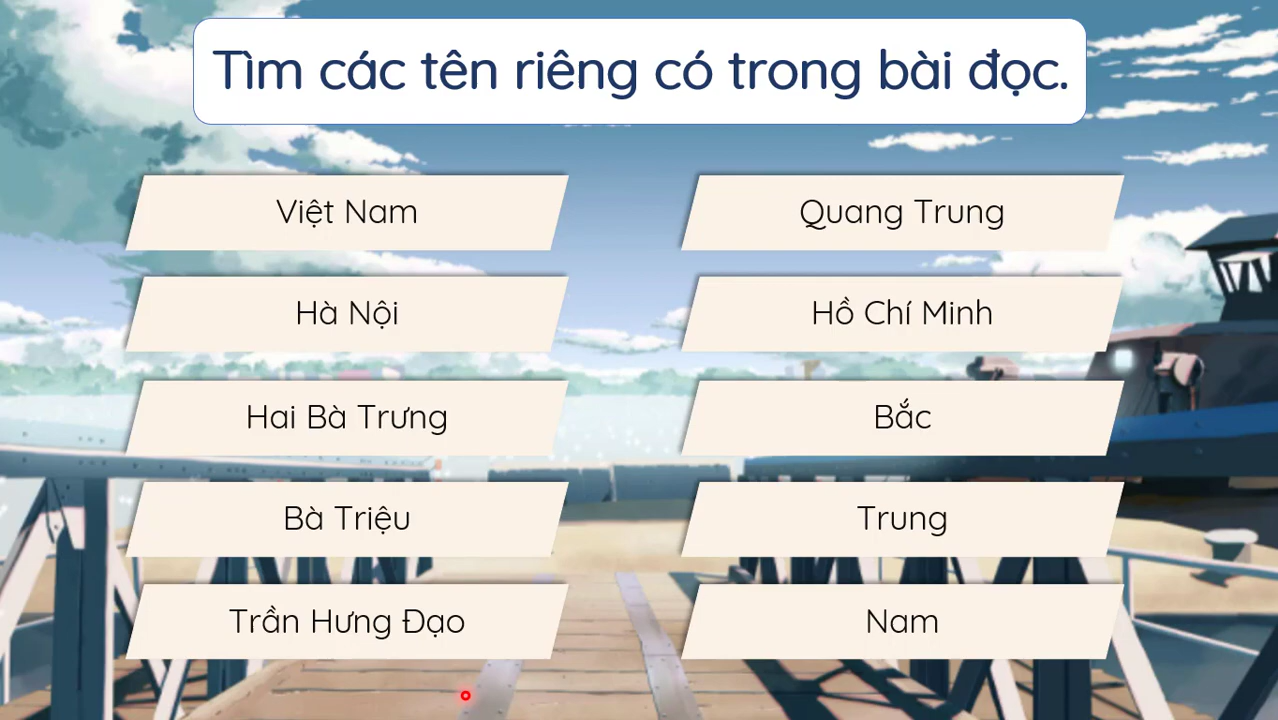 Tìm các tên riêng có trong bài đọc.
Việt Nam
Hà Nội
Hai Bà Trưng
Bà Triệu
Trần Hưng Đạo
Quang Trung
Hồ Chí Minh
Bắc
Trung
Nam